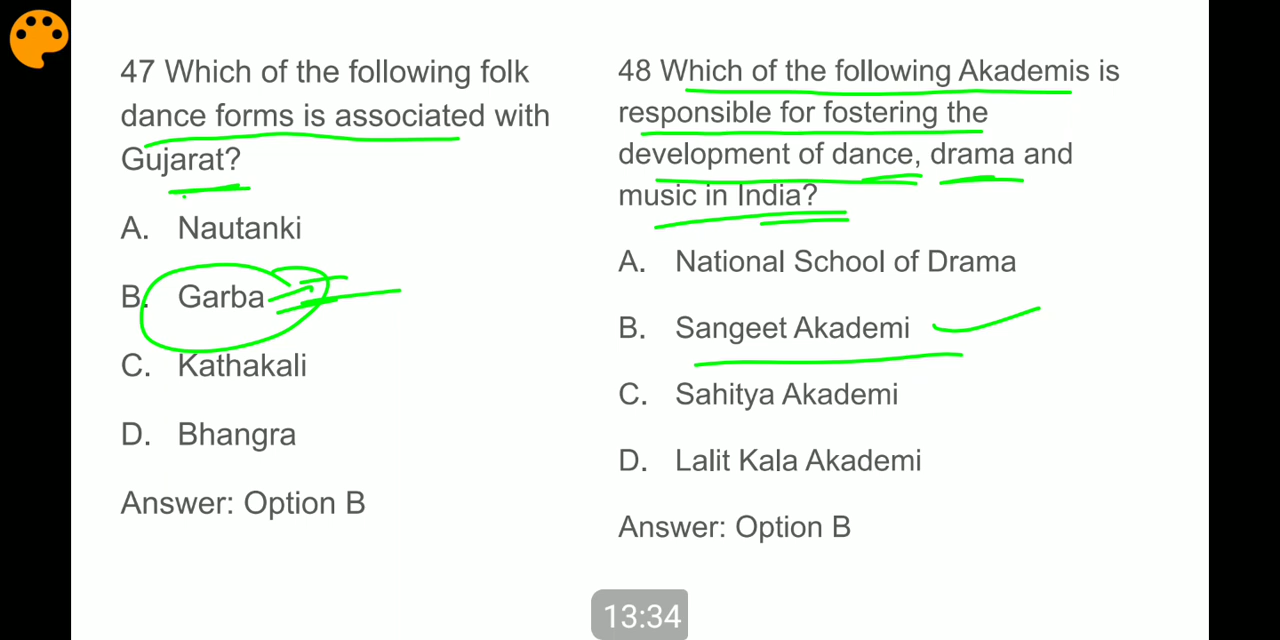 47 Which of the following folk
dance forms is associated with
Gujarat?
A. Nautanki
B. Garba
C. Kathakali
D. Bhangra
Answer: Option B
48 Which of the following Akademis is
responsible for fostering the
development of dance, drama and
music in India?
A. National School of Drama
B. Sangeet Akademi
C. Sahitya Akademi
D. Lalit Kala Akademi
Answer: Option B
13:34